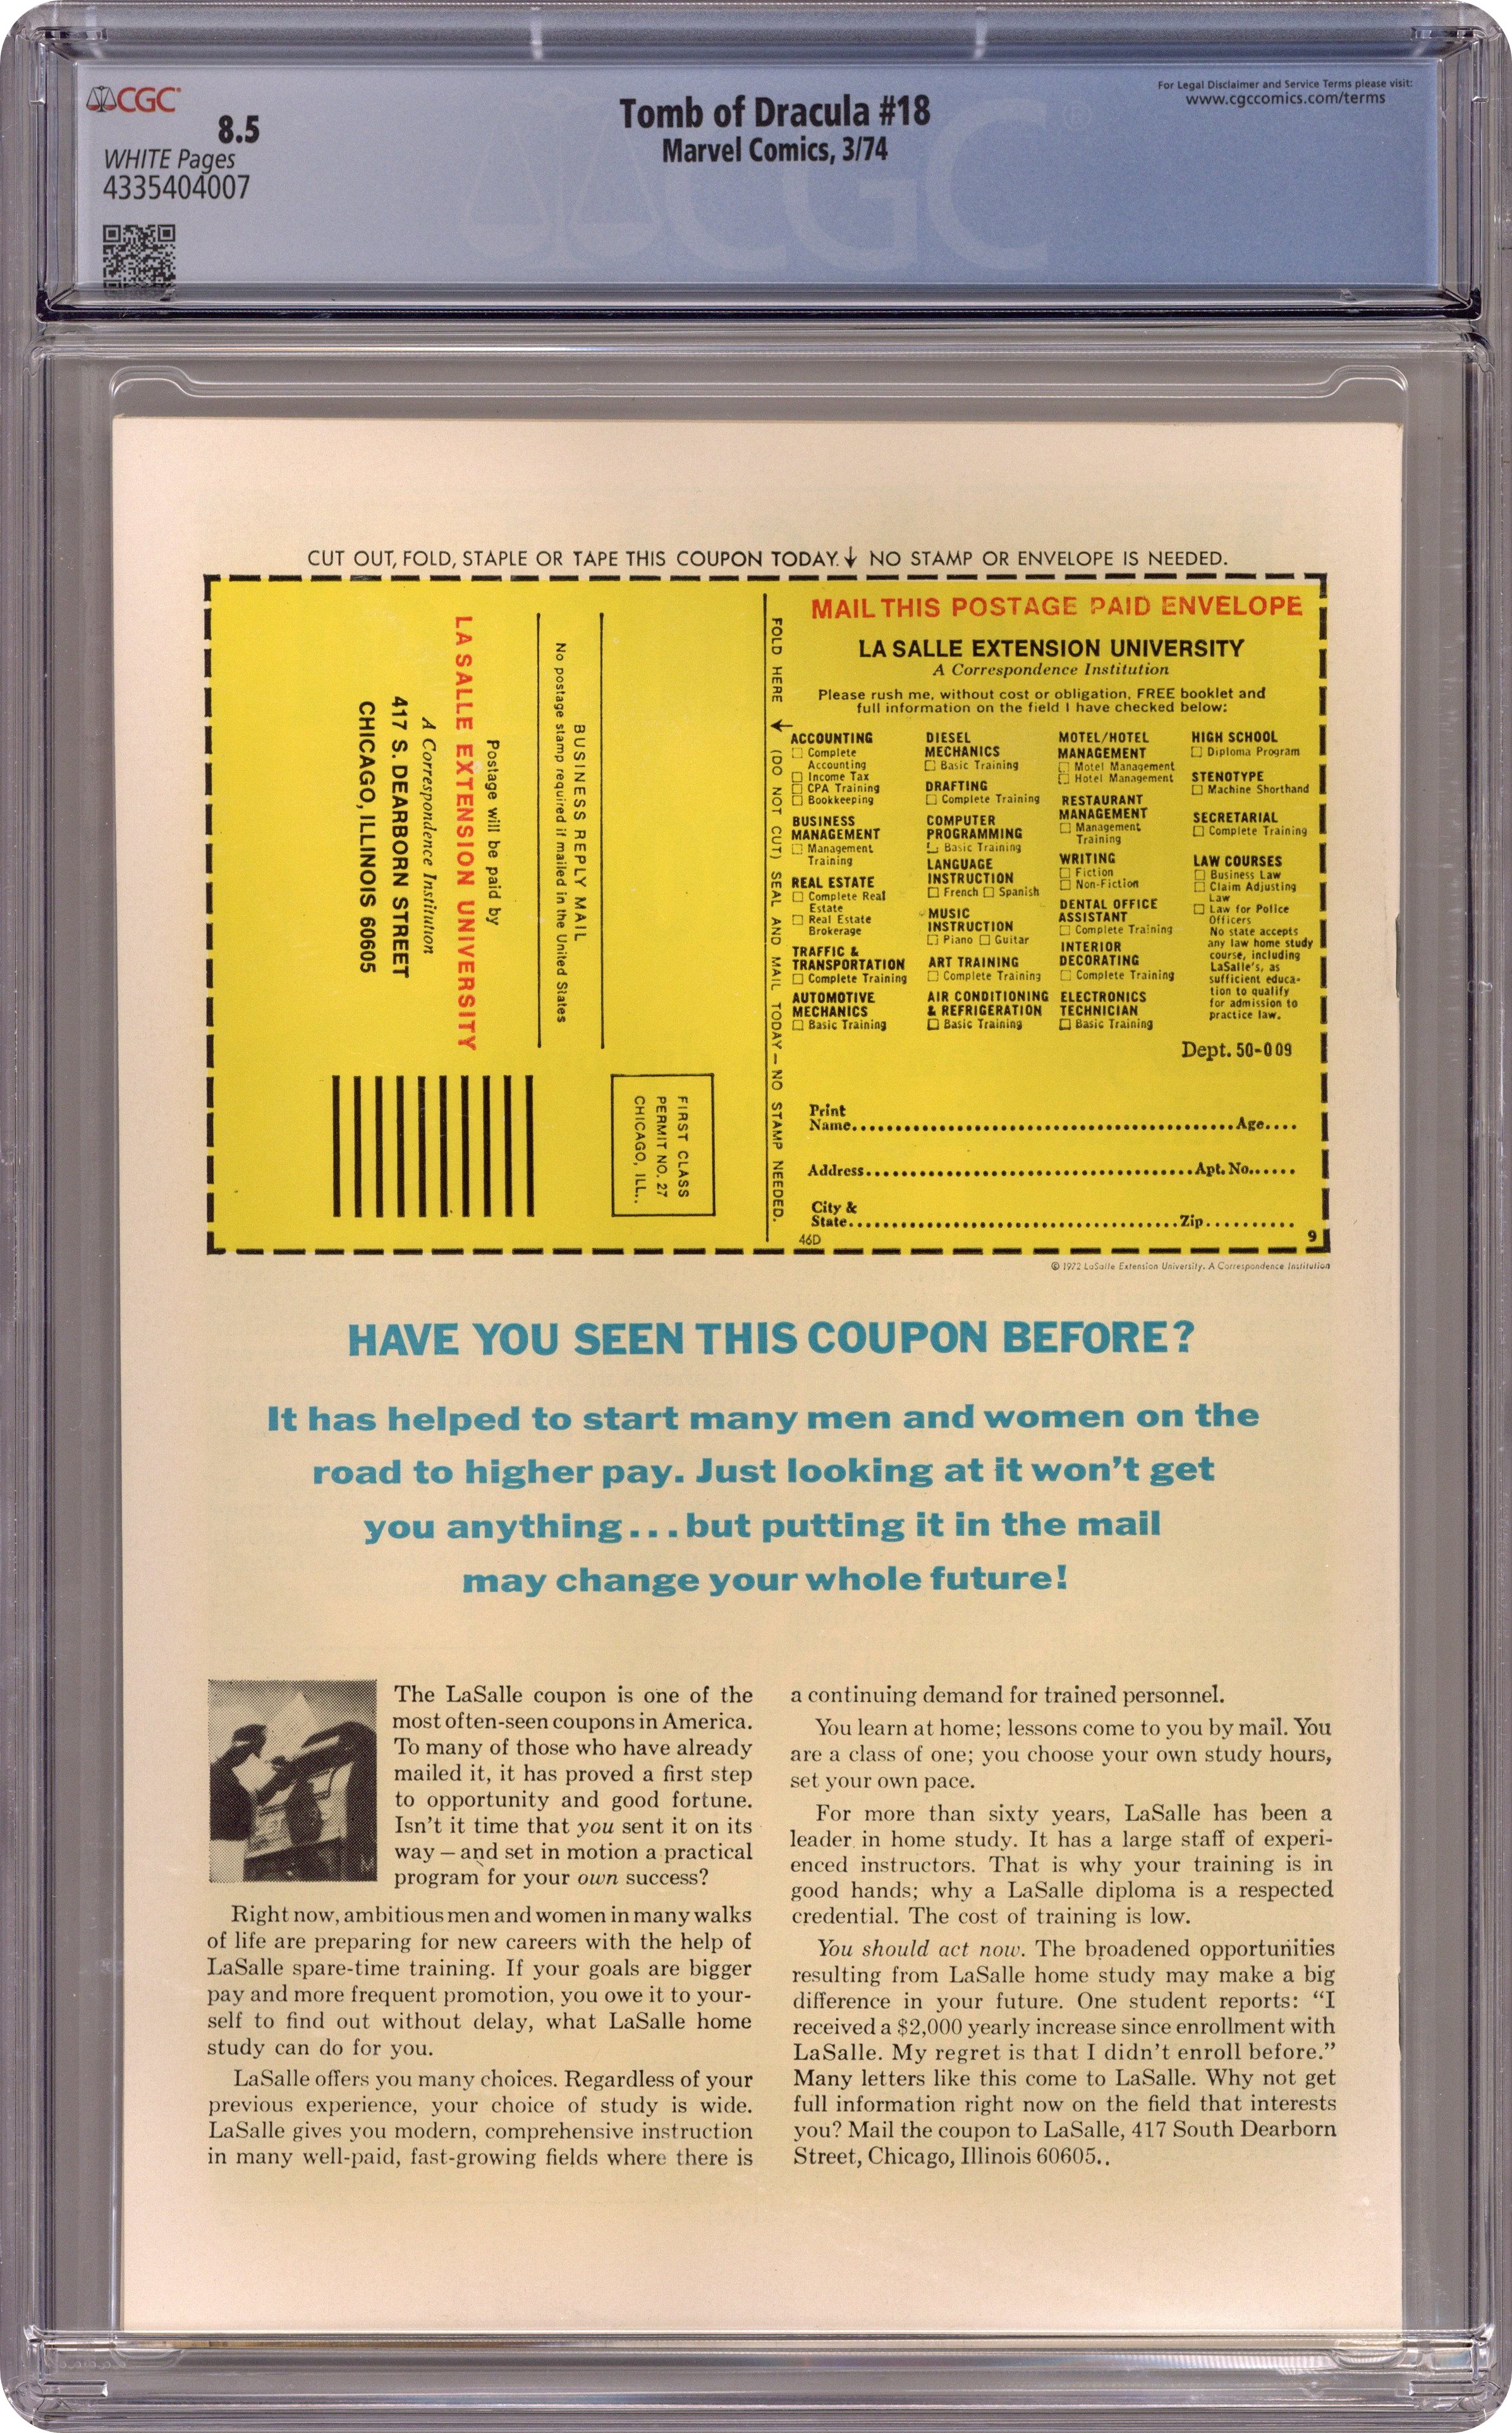 CGC
8.5
WHITE Pages
4335404007
Tomb of Dracula #18
Marvel Comics, 3/74
For Legal Disclaimer and Service Terms please visit:
www.cgccomics.com/terms
CGC
CUT OUT, FOLD, STAPLE OR TAPE THIS COUPON TODAY. ↓ NO STAMP OR ENVELOPE IS NEEDED.
BUSINESS REPLY MAIL
No postage stamp required if mailed in the United States
Postage will be paid by
LA SALLE EXTENSION UNIVERSITY
A Correspondence Institution
417 S. DEARBORN STREET
CHICAGO, ILLINOIS 60605
FIRST CLASS
PERMIT NO. 27
CHICAGO, ILL..
FOLD HERE ↓ (DO NOT CUT) SEAL AND MAIL TODAY — NO STAMP NEEDED.
MAIL THIS POSTAGE PAID ENVELOPE
LA SALLE EXTENSION UNIVERSITY
A Correspondence Institution
Please rush me, without cost or obligation, FREE booklet and
full information on the field I have checked below:
ACCOUNTING
☐ Complete
Accounting
☐ Income Tax
☐ CPA Training
☐ Bookkeeping
BUSINESS
MANAGEMENT
☐ Management
Training
REAL ESTATE
☐ Complete Real
Estate
☐ Real Estate
Brokerage
TRAFFIC &
TRANSPORTATION
☐ Complete Training
AUTOMOTIVE
MECHANICS
☐ Basic Training
DIESEL
MECHANICS
☐ Basic Training
DRAFTING
☐ Complete Training
COMPUTER
PROGRAMMING
☐ Basic Training
LANGUAGE
INSTRUCTION
☐ French ☐ Spanish
MUSIC
INSTRUCTION
☐ Piano ☐ Guitar
ART TRAINING
☐ Complete Training
AIR CONDITIONING
& REFRIGERATION
☐ Basic Training
MOTEL/HOTEL
MANAGEMENT
☐ Motel Management
☐ Hotel Management
RESTAURANT
MANAGEMENT
☐ Management
Training
WRITING
☐ Fiction
☐ Non-Fiction
DENTAL OFFICE
ASSISTANT
☐ Complete Training
INTERIOR
DECORATING
☐ Complete Training
ELECTRONICS
TECHNICIAN
☐ Basic Training
HIGH SCHOOL
☐ Diploma Program
STENOTYPE
☐ Machine Shorthand
SECRETARIAL
☐ Complete Training
LAW COURSES
☐ Business Law
☐ Claim Adjusting
Law
☐ Law for Police
Officers
No state accepts
any law home study
course, including
LaSalle's, as
sufficient educa-
tion to qualify
for admission to
practice law.
Dept. 50-009
Print
Name............................................Age....
Address......................................Apt. No......
City &
State......................................Zip..........
46D
9
© 1972 LaSalle Extension University. A Correspondence Institution
HAVE YOU SEEN THIS COUPON BEFORE?
It has helped to start many men and women on the
road to higher pay. Just looking at it won't get
you anything...but putting it in the mail
may change your whole future!
The LaSalle coupon is one of the
most often-seen coupons in America.
To many of those who have already
mailed it, it has proved a first step
to opportunity and good fortune.
Isn't it time that you sent it on its
way — and set in motion a practical
program for your own success?
Right now, ambitious men and women in many walks
of life are preparing for new careers with the help of
LaSalle spare-time training. If your goals are bigger
pay and more frequent promotion, you owe it to your-
self to find out without delay, what LaSalle home
study can do for you.
LaSalle offers you many choices. Regardless of your
previous experience, your choice of study is wide.
LaSalle gives you modern, comprehensive instruction
in many well-paid, fast-growing fields where there is
a continuing demand for trained personnel.
You learn at home; lessons come to you by mail. You
are a class of one; you choose your own study hours,
set your own pace.
For more than sixty years, LaSalle has been a
leader in home study. It has a large staff of experi-
enced instructors. That is why your training is in
good hands; why a LaSalle diploma is a respected
credential. The cost of training is low.
You should act now. The broadened opportunities
resulting from LaSalle home study may make a big
difference in your future. One student reports: "I
received a $2,000 yearly increase since enrollment with
LaSalle. My regret is that I didn't enroll before."
Many letters like this come to LaSalle. Why not get
full information right now on the field that interests
you? Mail the coupon to LaSalle, 417 South Dearborn
Street, Chicago, Illinois 60605..